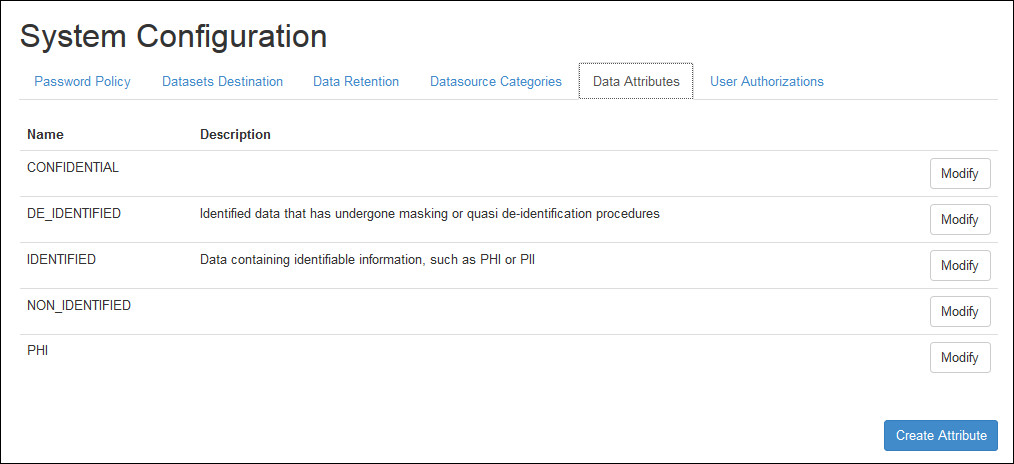 System Configuration
Password Policy Datasets Destination Data Retention Datasource Categories Data Attributes User Authorizations
Name Description
CONFIDENTIAL Modify
DE_IDENTIFIED Identified data that has undergone masking or quasi de-identification procedures Modify
IDENTIFIED Data containing identifiable information, such as PHI or PII Modify
NON_IDENTIFIED Modify
PHI Modify
Create Attribute